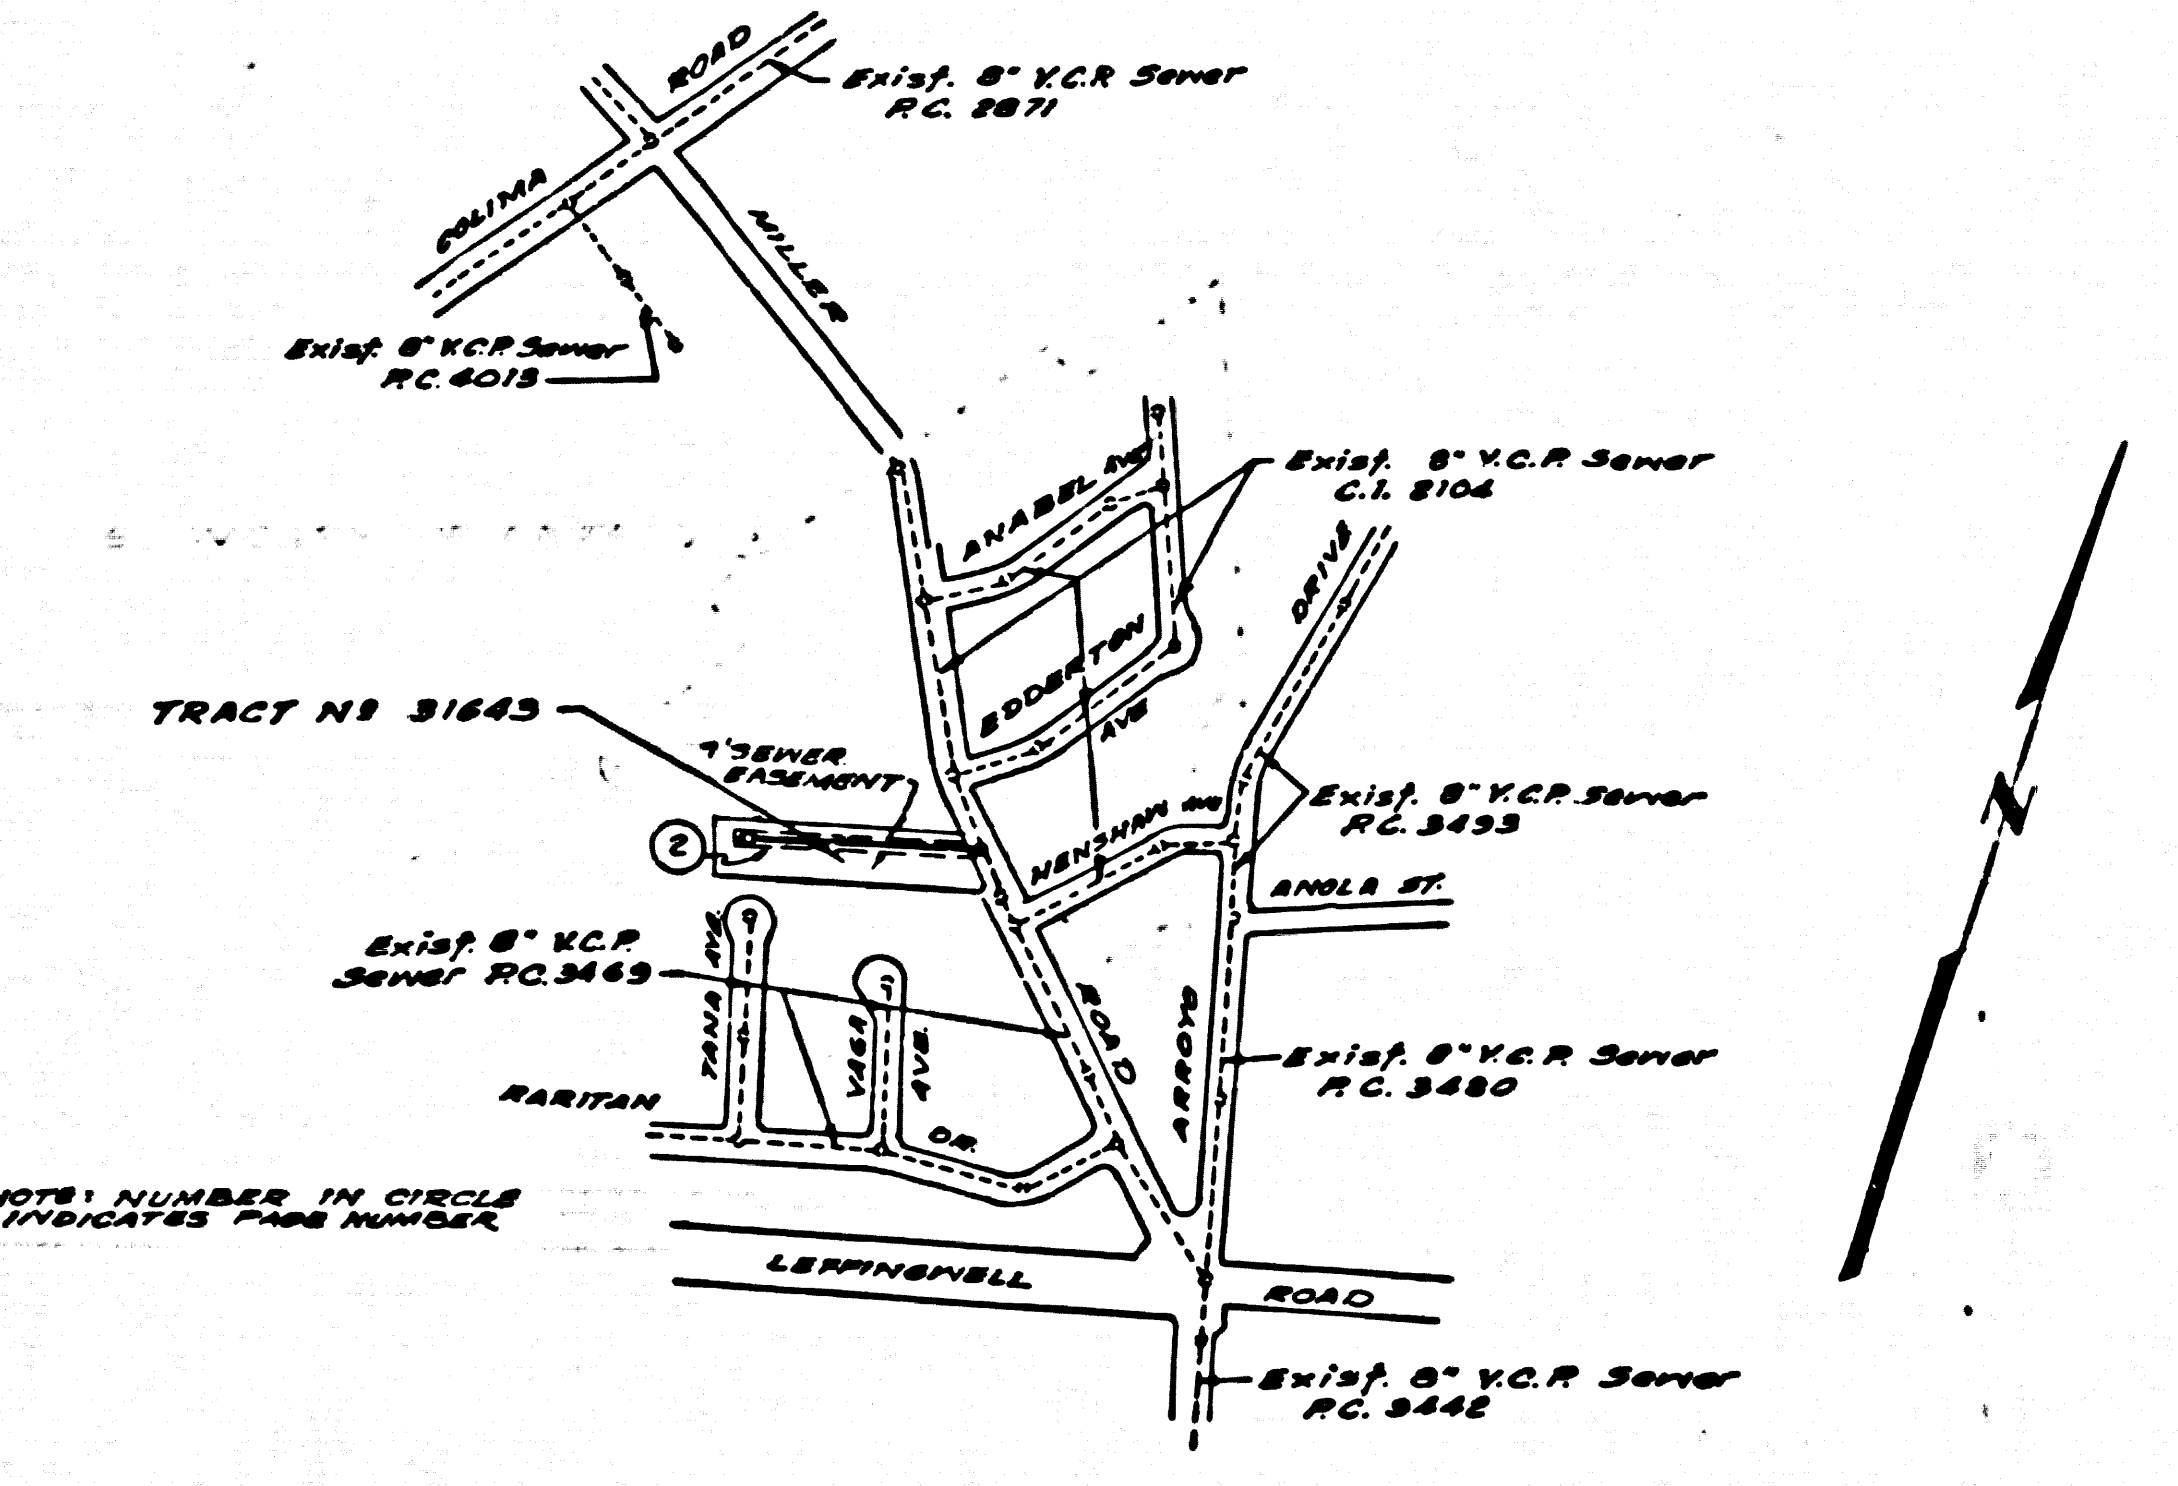 ROAD
Exist. 8" V.C.P. Sewer
P.C. 2871
COLIMA
MILLER
Exist. 8" V.C.P. Sewer
P.C. 4013
ANABEL AVE
Exist. 8" V.C.P. Sewer
C.I. 2104
DRIVE
EDDERTON
AVE
TRACT Nº 31643
7' SEWER
EASEMENT
2
HENSHAW AVE
Exist. 8" V.C.P. Sewer
P.C. 3493
ANOLA ST.
Exist. 8" V.C.P.
Sewer P.C. 3469
TANA AVE.
VAGA
AVE.
ROAD
ARROYO
Exist. 8" V.C.P. Sewer
P.C. 3480
RARITAN
DR.
NOTE: NUMBER IN CIRCLE
INDICATES PAGE NUMBER
LEFFINGWELL
ROAD
Exist. 8" V.C.P. Sewer
P.C. 3442
N